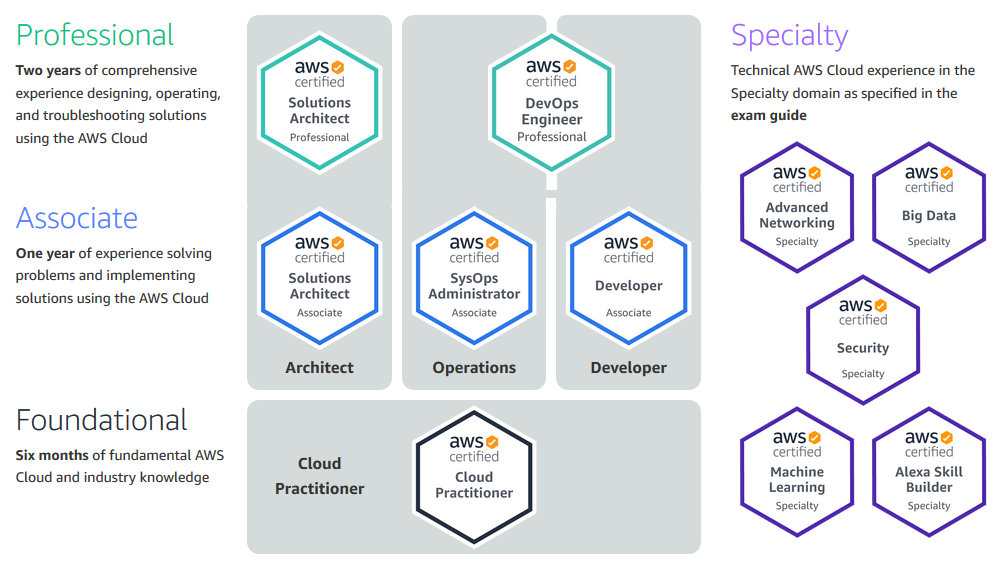 Professional
Two years of comprehensive
experience designing, operating,
and troubleshooting solutions
using the AWS Cloud
aws
certified
Solutions
Architect
Professional
aws
certified
DevOps
Engineer
Professional
Associate
One year of experience solving
problems and implementing
solutions using the AWS Cloud
aws
certified
Solutions
Architect
Associate
aws
certified
SysOps
Administrator
Associate
aws
certified
Developer
Associate
Architect
Operations
Developer
Foundational
Six months of fundamental AWS
Cloud and industry knowledge
Cloud
Practitioner
aws
certified
Cloud
Practitioner
Specialty
Technical AWS Cloud experience in the
Specialty domain as specified in the
exam guide
aws
certified
Advanced
Networking
Specialty
aws
certified
Big Data
Specialty
aws
certified
Security
Specialty
aws
certified
Machine
Learning
Specialty
aws
certified
Alexa Skill
Builder
Specialty